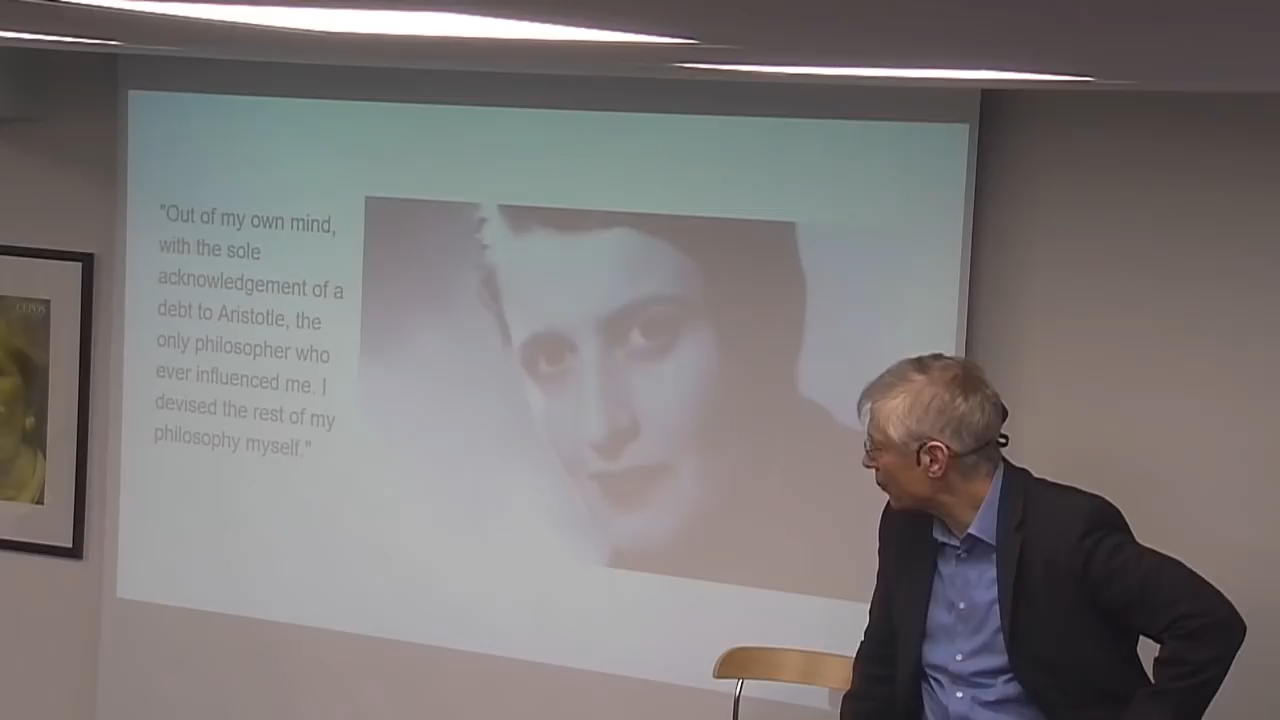 "Out of my own mind,
with the sole
acknowledgement of a
debt to Aristotle, the
only philosopher who
ever influenced me. I
devised the rest of my
philosophy myself."
CEPOS